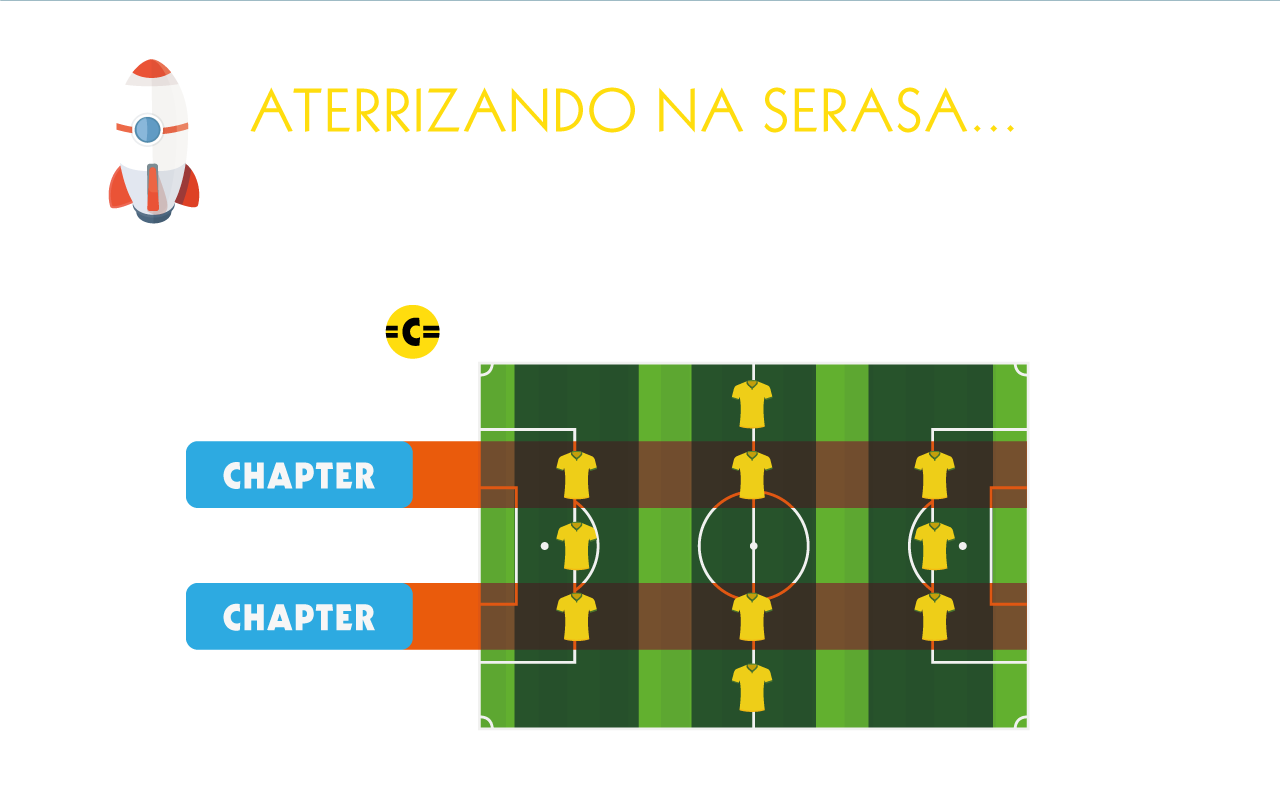 ATERRIZANDO NA SERASA...
=C=
CHAPTER
CHAPTER